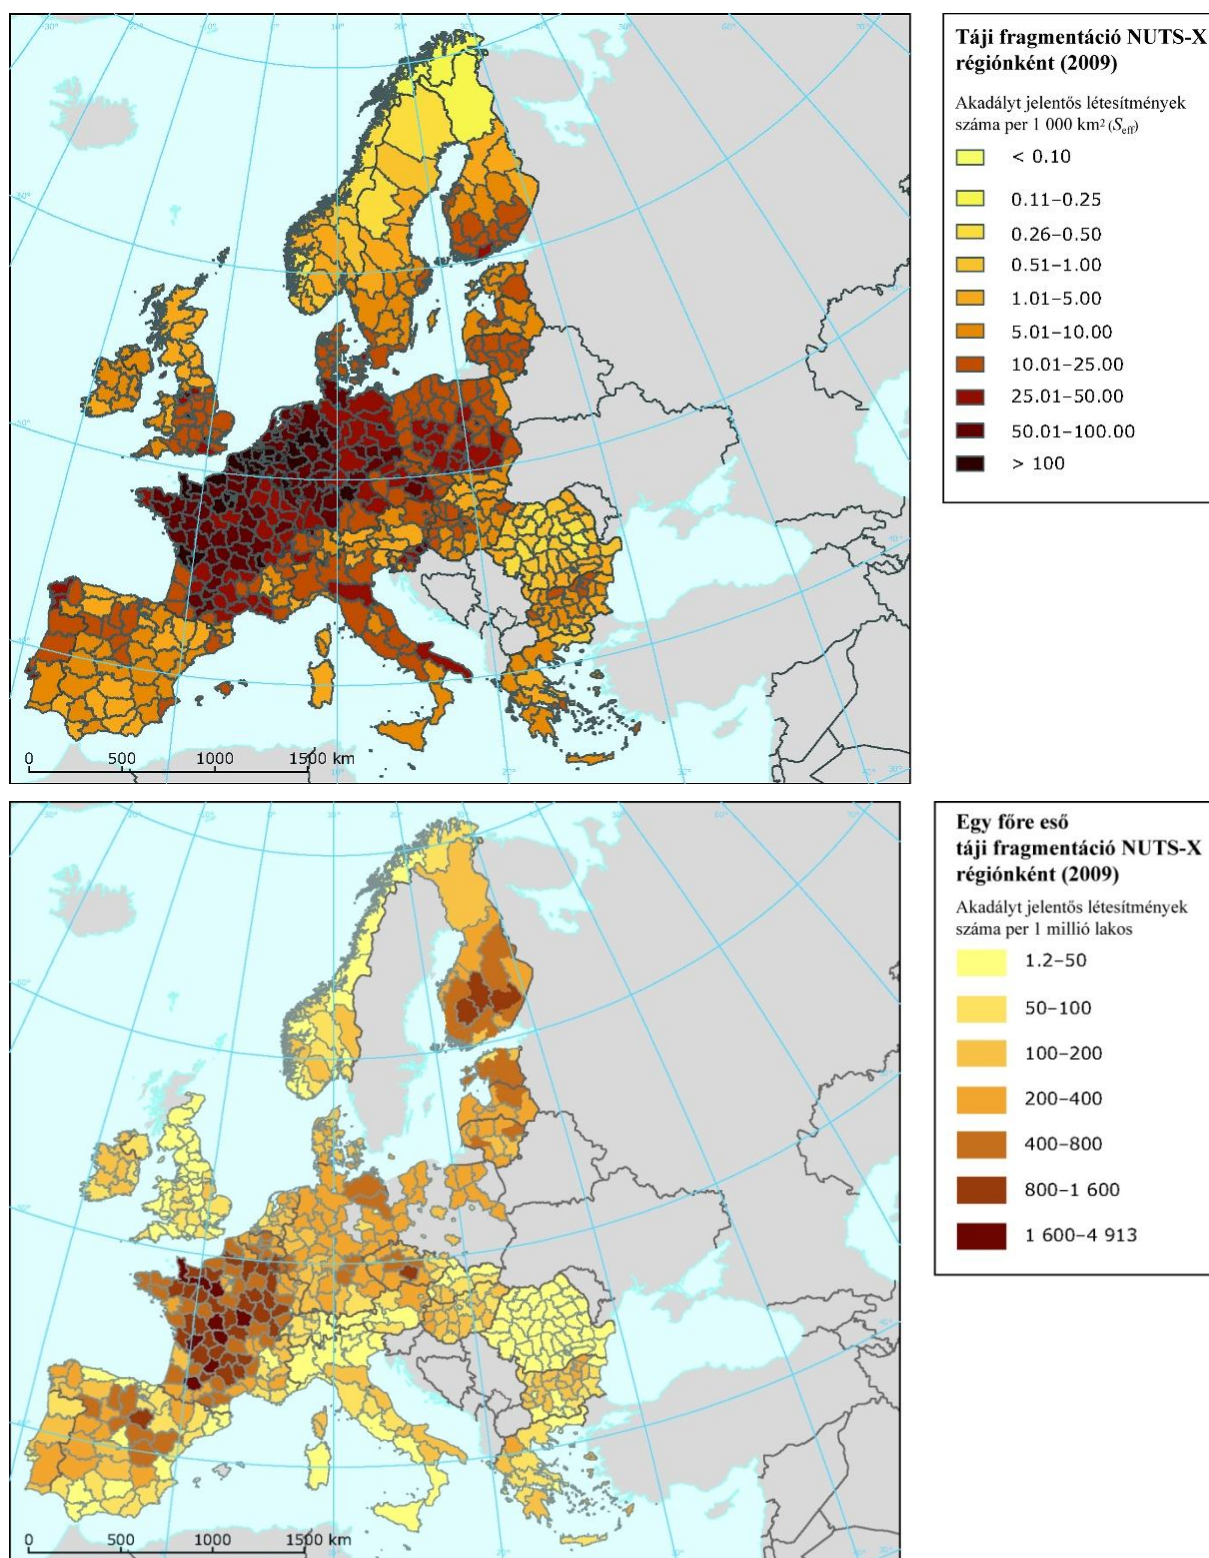 Táji fragmentáció NUTS-X
régiónként (2009)
Akadályt jelentős létesítmények
száma per 1 000 km² (Seff)
< 0.10
0.11–0.25
0.26–0.50
0.51–1.00
1.01–5.00
5.01–10.00
10.01–25.00
25.01–50.00
50.01–100.00
> 100
0 500 1000 1500 km
Egy főre eső
táji fragmentáció NUTS-X
régiónként (2009)
Akadályt jelentős létesítmények
száma per 1 millió lakos
1.2–50
50–100
100–200
200–400
400–800
800–1 600
1 600–4 913
0 500 1000 1500 km